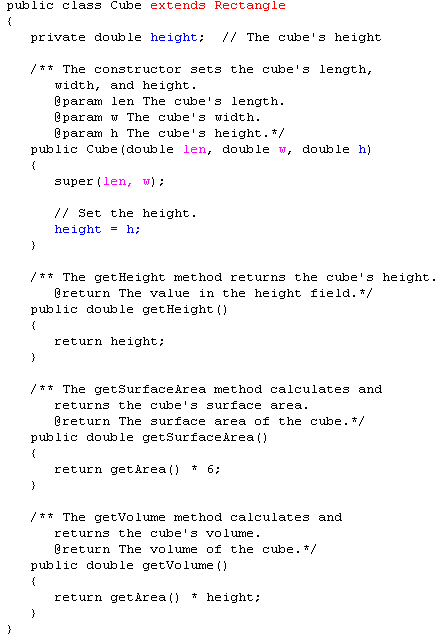 public class Cube extends Rectangle
{
   private double height;  // The cube's height

   /** The constructor sets the cube's length,
      width, and height.
      @param len The cube's length.
      @param w The cube's width.
      @param h The cube's height.*/
   public Cube(double len, double w, double h)
   {
      super(len, w);

      // Set the height.
      height = h;
   }

   /** The getHeight method returns the cube's height.
      @return The value in the height field.*/
   public double getHeight()
   {
      return height;
   }

   /** The getSurfaceArea method calculates and
      returns the cube's surface area.
      @return The surface area of the cube.*/
   public double getSurfaceArea()
   {
      return getArea() * 6;
   }

   /** The getVolume method calculates and
      returns the cube's volume.
      @return The volume of the cube.*/
   public double getVolume()
   {
      return getArea() * height;
   }
}